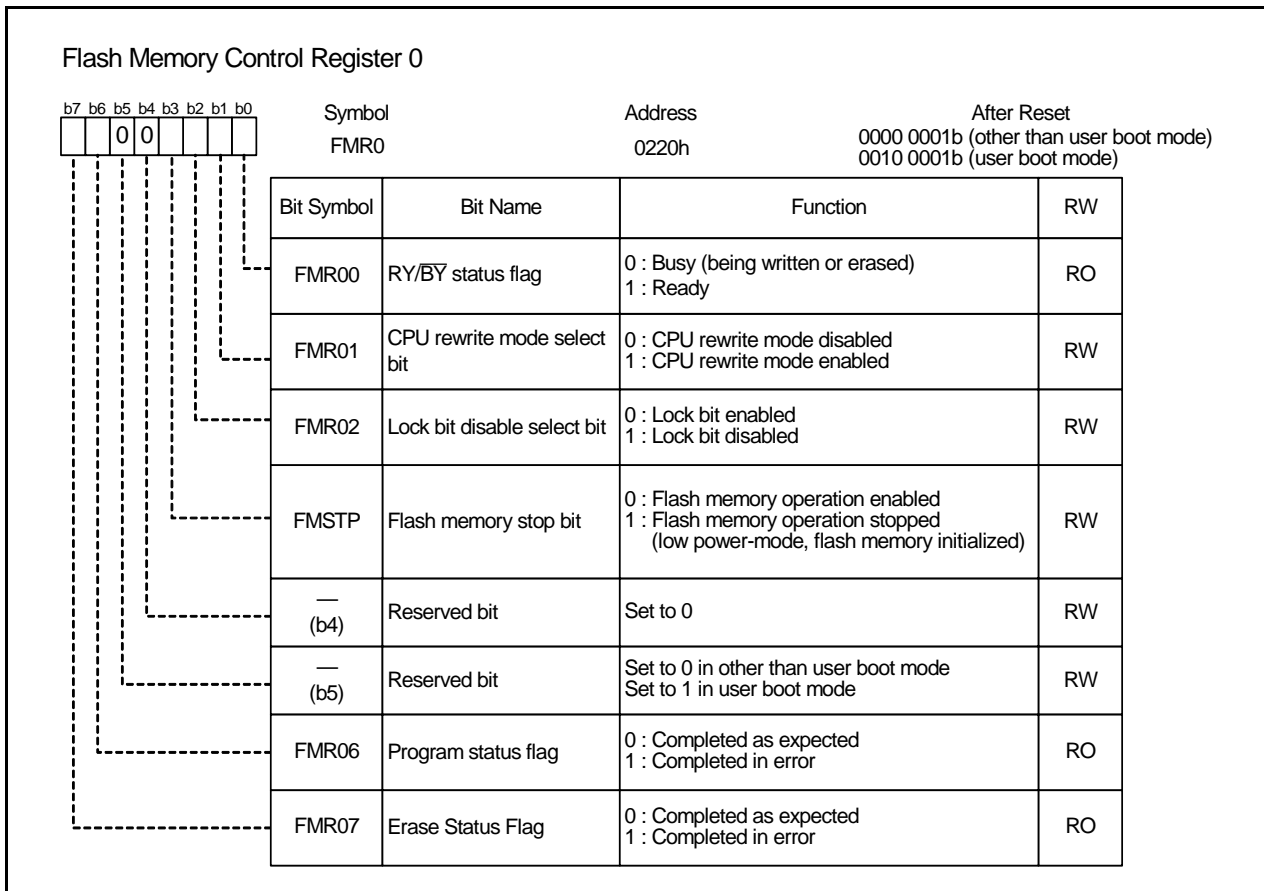 Flash Memory Control Register 0
b7 b6 b5 b4 b3 b2 b1 b0
0 0
Symbol Address After Reset
FMR0 0220h 0000 0001b (other than user boot mode)
0010 0001b (user boot mode)
Bit Symbol Bit Name Function RW
FMR00 RY/B̅Y̅ status flag 0 : Busy (being written or erased) RO
1 : Ready
FMR01 CPU rewrite mode select bit 0 : CPU rewrite mode disabled RW
1 : CPU rewrite mode enabled
FMR02 Lock bit disable select bit 0 : Lock bit enabled RW
1 : Lock bit disabled
FMSTP Flash memory stop bit 0 : Flash memory operation enabled RW
1 : Flash memory operation stopped
(low power-mode, flash memory initialized)
— (b4) Reserved bit Set to 0 RW
— (b5) Reserved bit Set to 0 in other than user boot mode RW
Set to 1 in user boot mode
FMR06 Program status flag 0 : Completed as expected RO
1 : Completed in error
FMR07 Erase Status Flag 0 : Completed as expected RO
1 : Completed in error